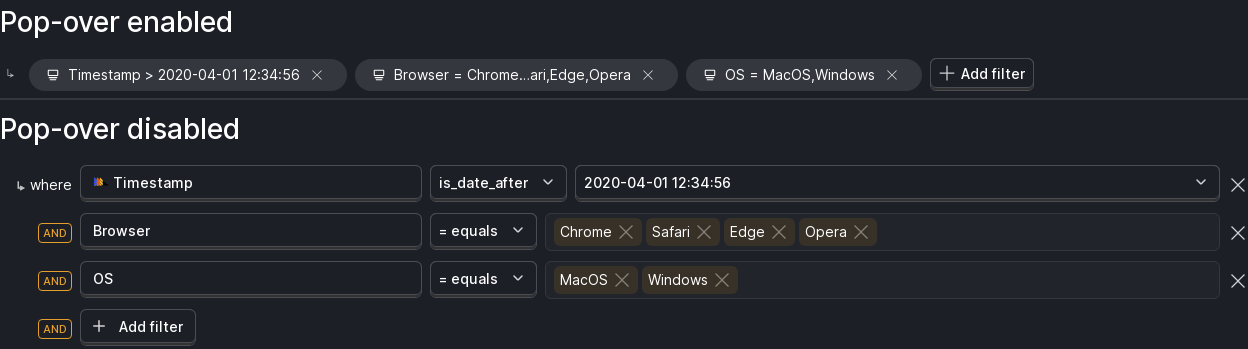 Pop-over enabled
Timestamp > 2020-04-01 12:34:56 Browser = Chrome...ari,Edge,Opera OS = MacOS,Windows Add filter
Pop-over disabled
where Timestamp is_date_after 2020-04-01 12:34:56
AND Browser = equals Chrome Safari Edge Opera
AND OS = equals MacOS Windows
AND Add filter